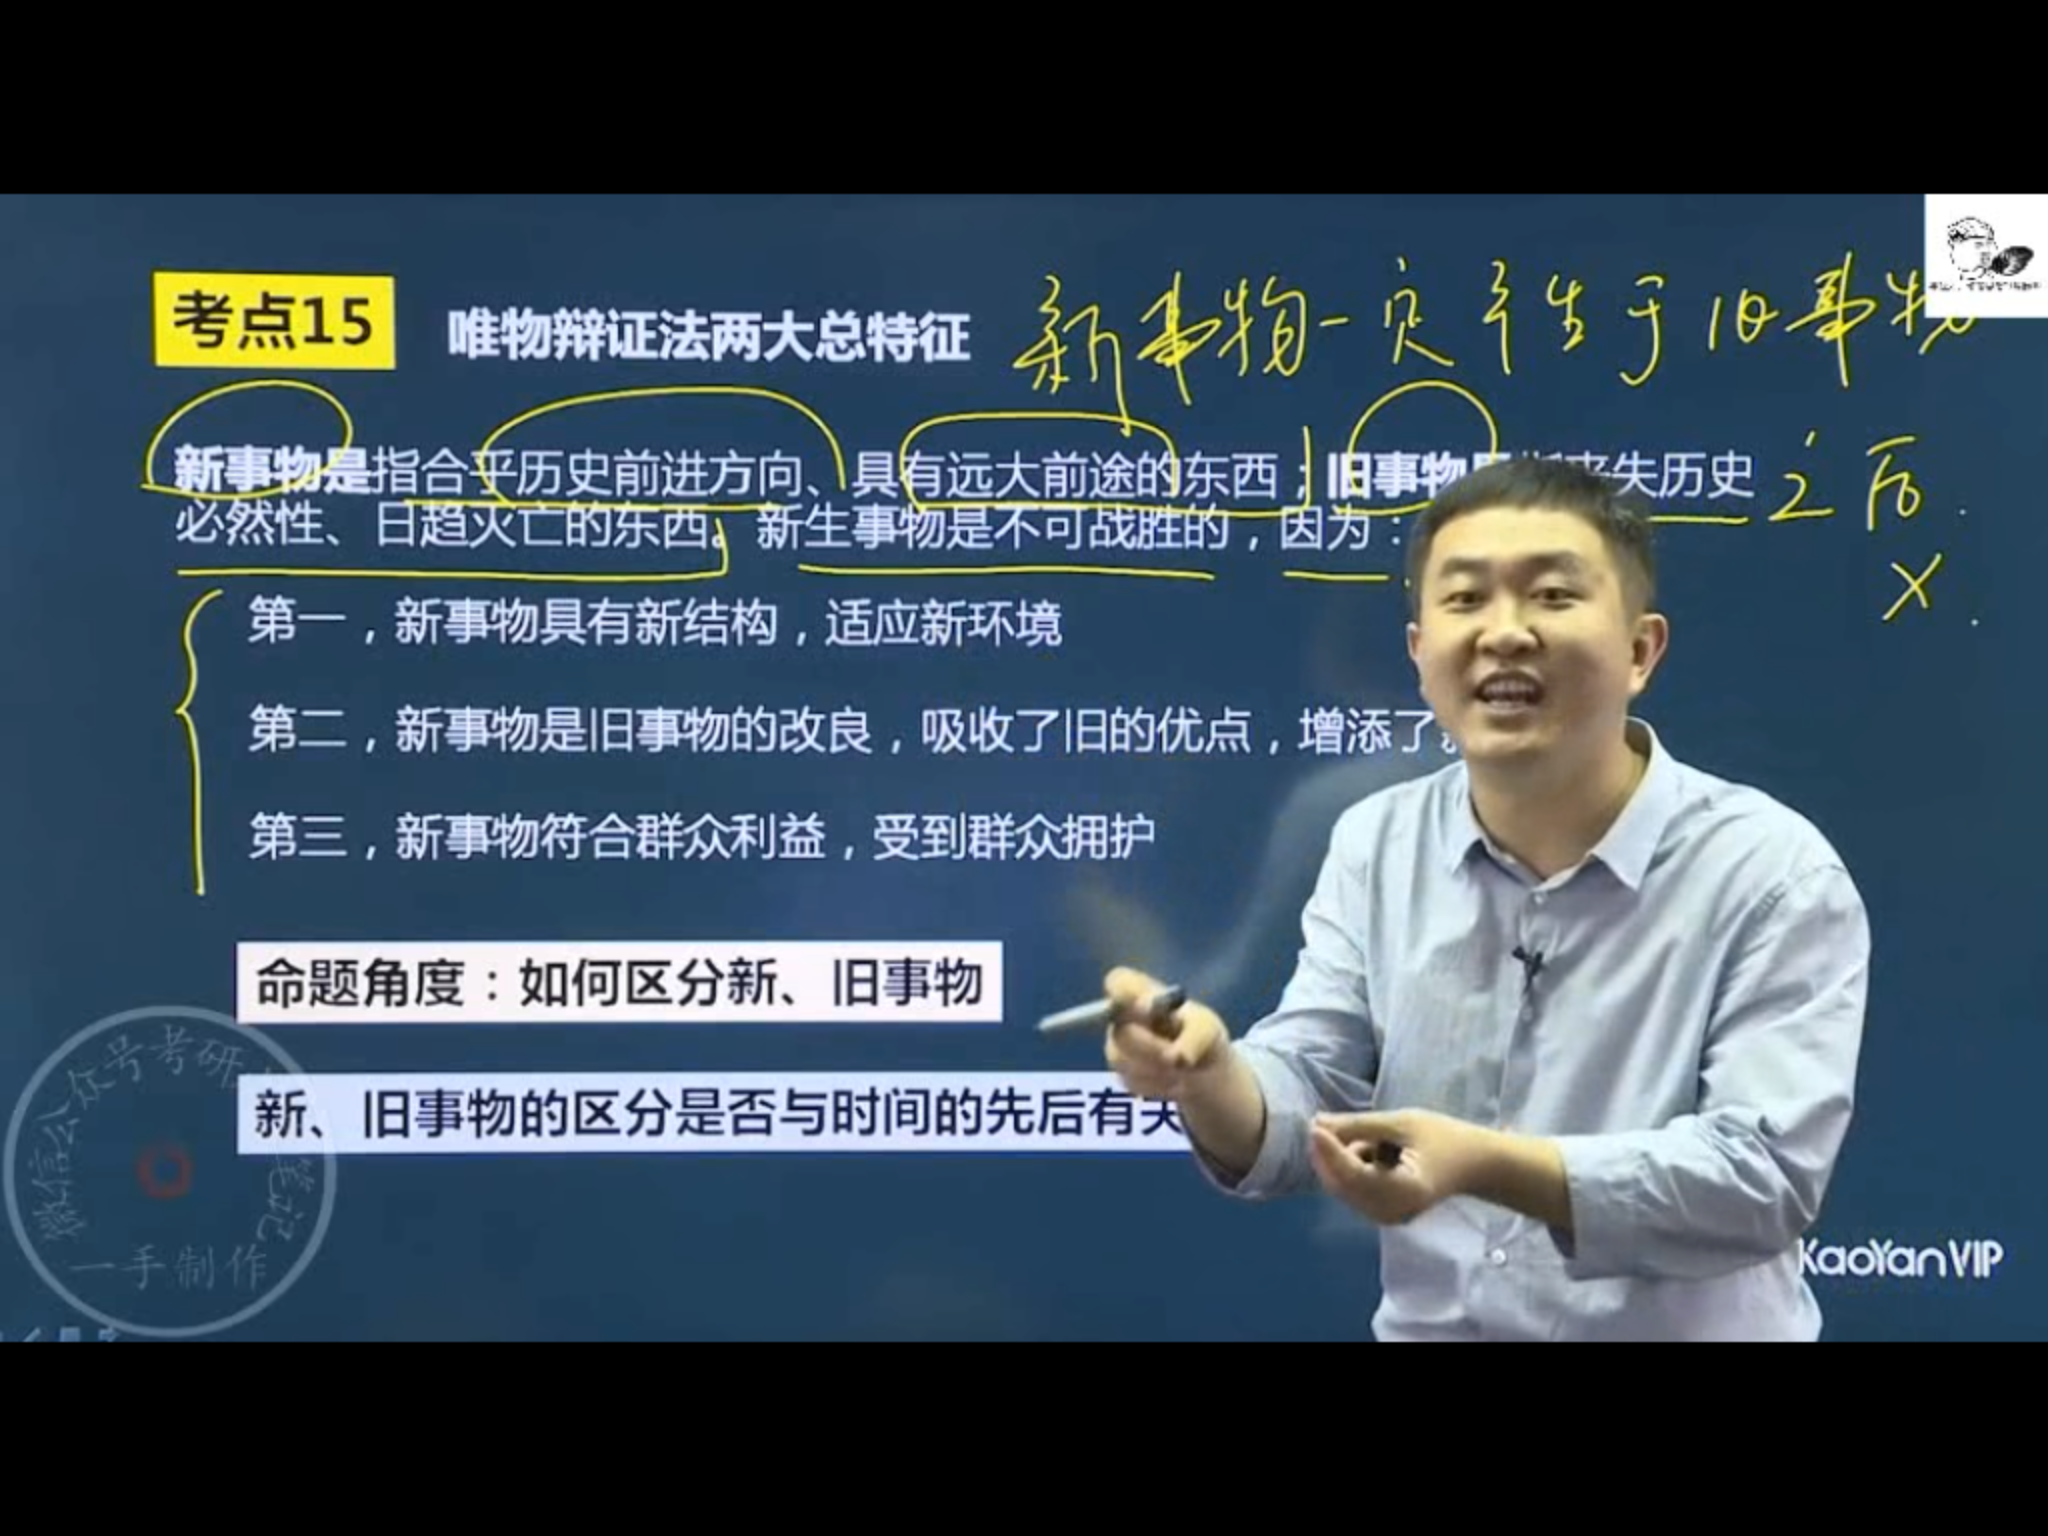 考点15
唯物辩证法两大总特征
新事物一定产生于旧事物
之后
X
新事物是指合乎历史前进方向、具有远大前途的东西；旧事物是指丧失历史
必然性、日趋灭亡的东西。新生事物是不可战胜的，因为：
第一，新事物具有新结构，适应新环境
第二，新事物是旧事物的改良，吸收了旧的优点，增添了
第三，新事物符合群众利益，受到群众拥护
命题角度：如何区分新、旧事物
新、旧事物的区分是否与时间的先后有关
微信公众号考研 笔记
一手制作
KaoYanVIP